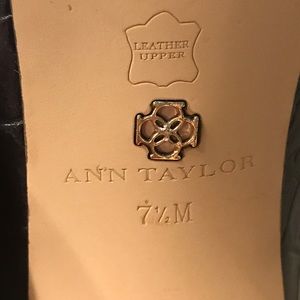 LEATHER
UPPER
ANN TAYLOR
7½M